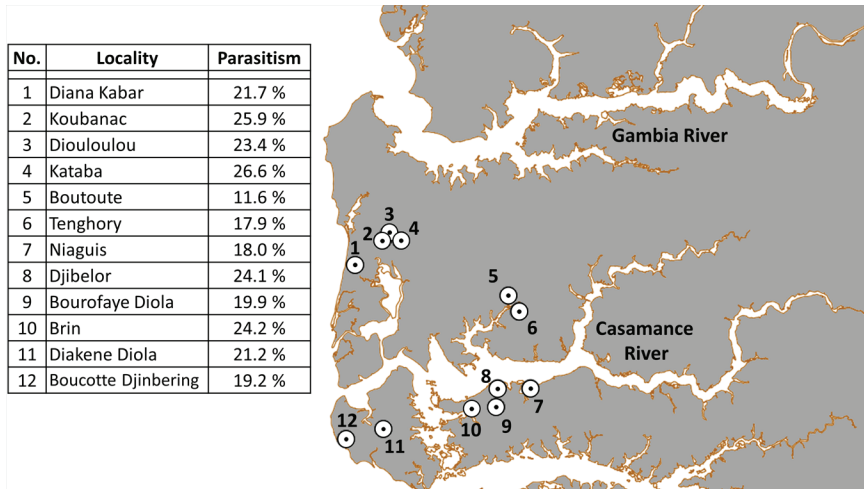 No. Locality Parasitism
1 Diana Kabar 21.7 %
2 Koubanac 25.9 %
3 Diouloulou 23.4 %
4 Kataba 26.6 %
5 Boutoute 11.6 %
6 Tenghory 17.9 %
7 Niaguis 18.0 %
8 Djibelor 24.1 %
9 Bourofaye Diola 19.9 %
10 Brin 24.2 %
11 Diakene Diola 21.2 %
12 Boucotte Djinbering 19.2 %
Gambia River
3
2 4
1
5
6
Casamance
River
8
7
10 9
12
11